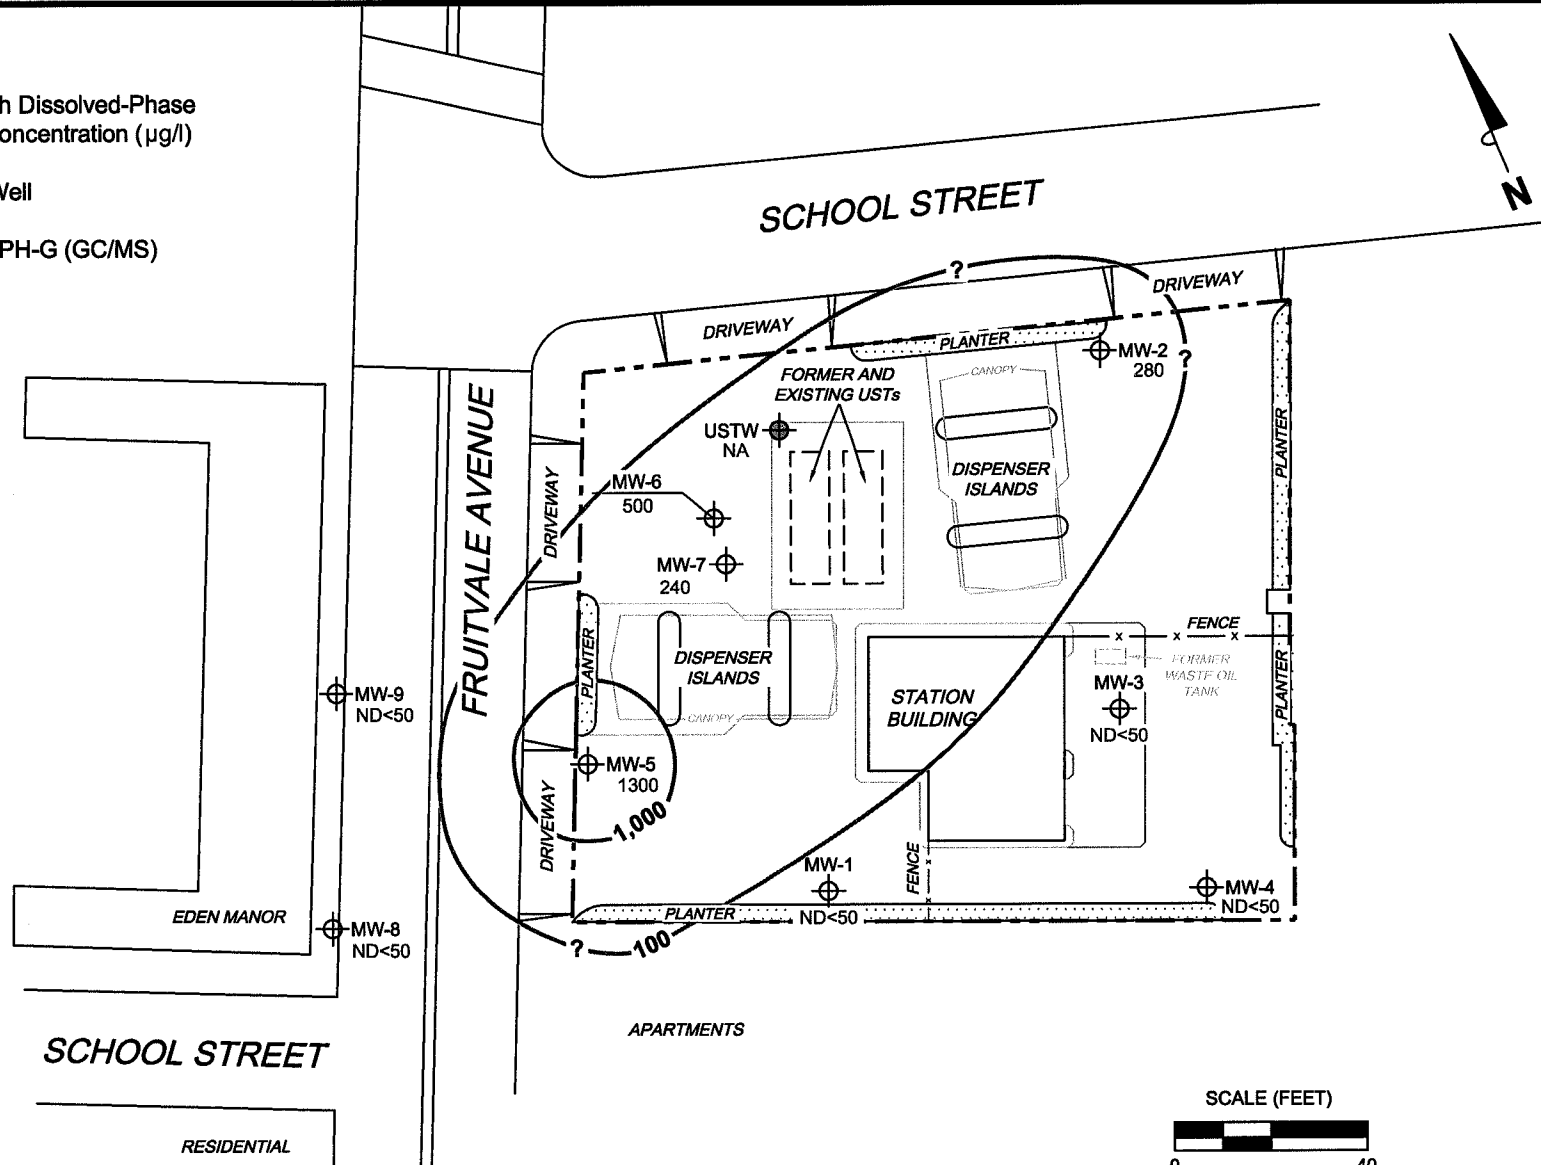 h Dissolved-Phase
oncentration (µg/l)
Well
PH-G (GC/MS)
N
SCHOOL STREET
?
DRIVEWAY
DRIVEWAY
PLANTER
MW-2
280
?
FORMER AND
EXISTING USTs
CANOPY
USTW
NA
DISPENSER
ISLANDS
PLANTER
FRUITVALE AVENUE
DRIVEWAY
MW-6
500
MW-7
240
PLANTER
DISPENSER
ISLANDS
CANOPY
FENCE
x x x
FORMER
WASTE OIL
TANK
STATION
BUILDING
MW-3
ND<50
PLANTER
MW-9
ND<50
MW-5
1300
1,000
DRIVEWAY
MW-1
ND<50
FENCE
x
x
MW-4
ND<50
PLANTER
EDEN MANOR
MW-8
ND<50
?
100
APARTMENTS
SCHOOL STREET
RESIDENTIAL
SCALE (FEET)
0 40